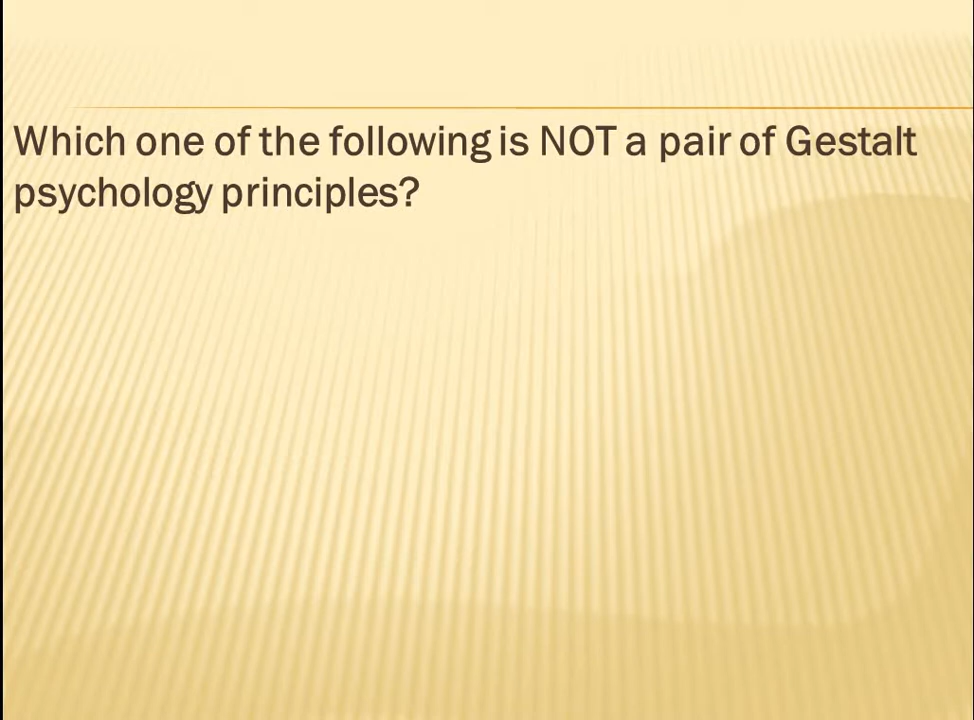 Which one of the following is NOT a pair of Gestalt
psychology principles?